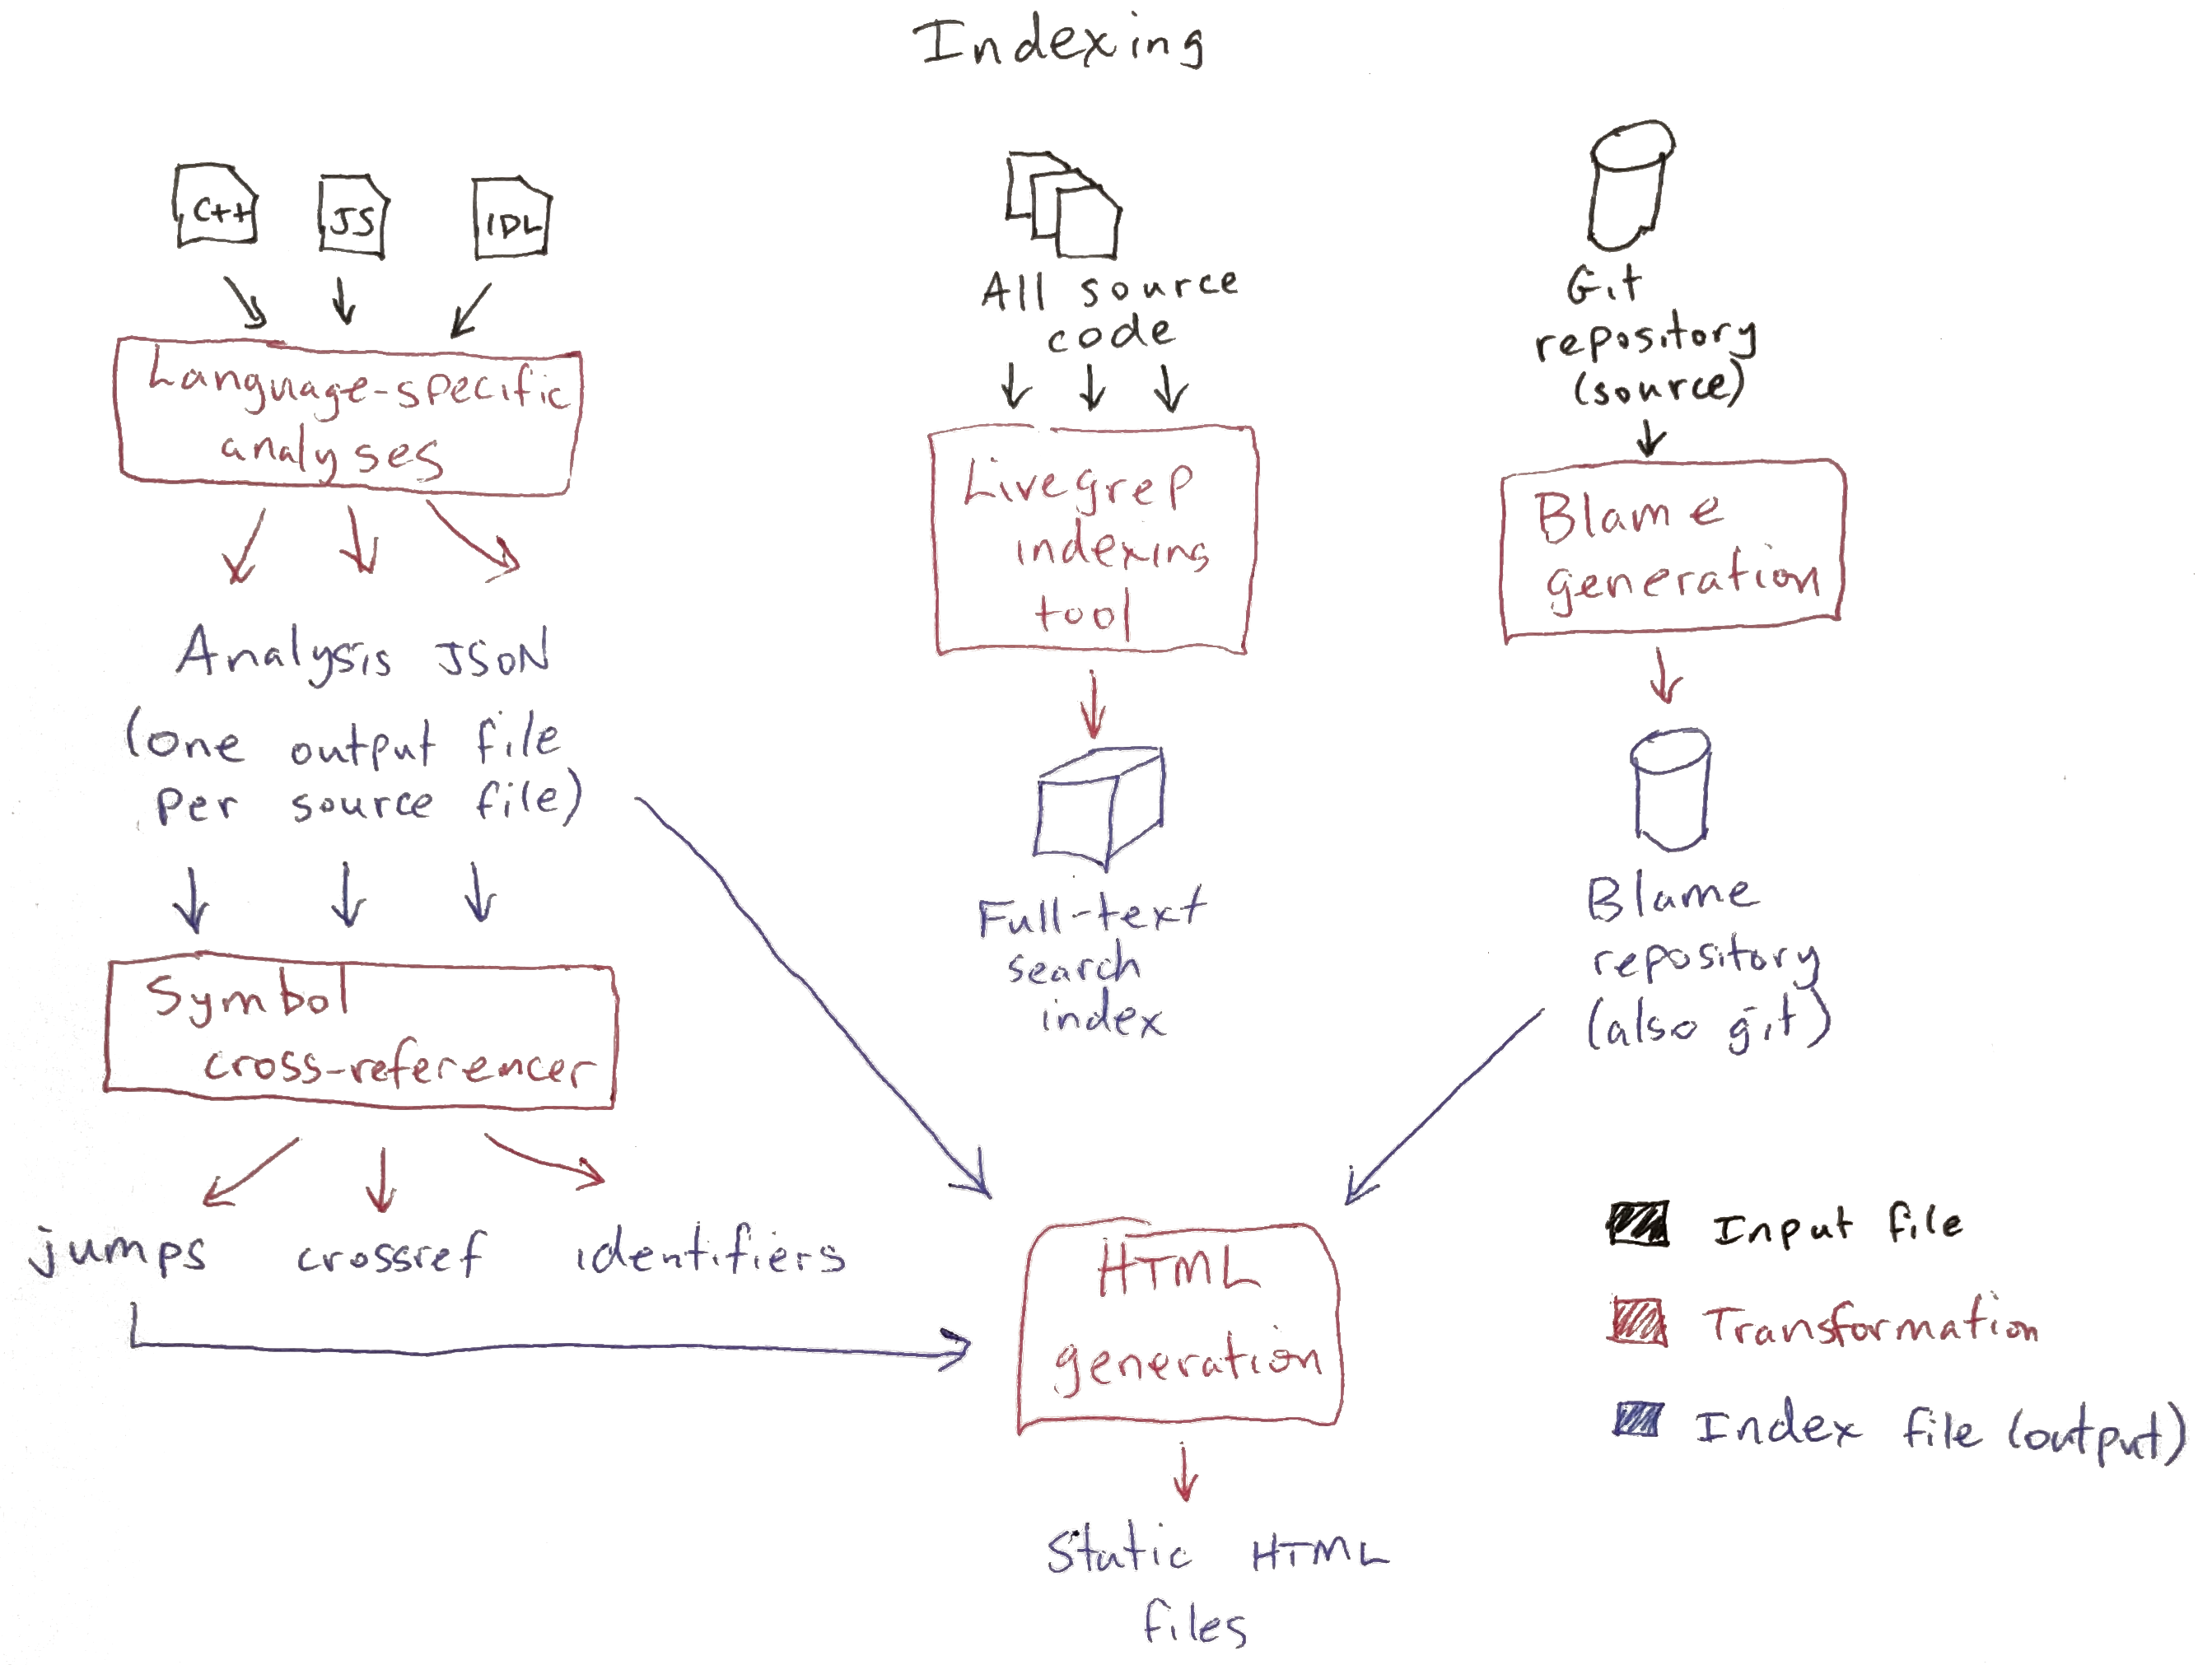 Indexing
C++
JS
IDL
Language-specific
analyses
Analysis JSON
(one output file
per source file)
Symbol
cross-referencer
jumps
crossref
identifiers
All source
code
Livegrep
indexing
tool
Full-text
search
index
Git
repository
(source)
Blame
generation
Blame
repository
(also git)
HTML
generation
Static HTML
files
Input file
Transformation
Index file (output)